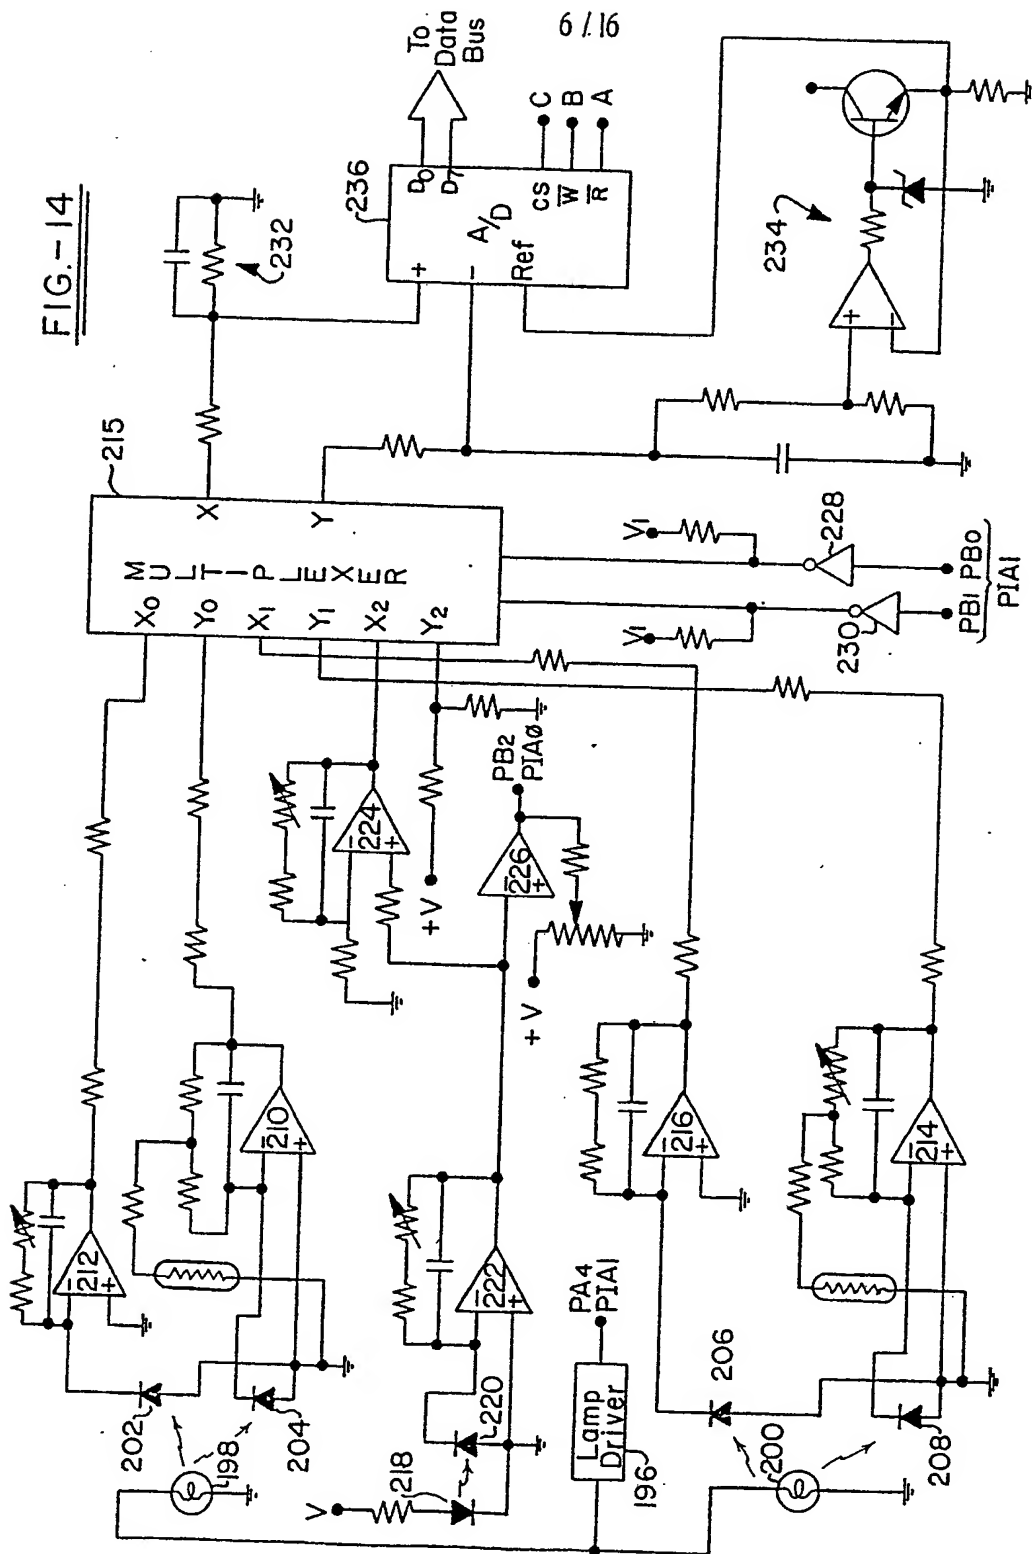 6/16
FIG.-14
To
Data
Bus
236
D0
D7
A/D
+
−
Ref
CS
W
R
C
B
A
232
234
+
−
215
MULTIPLEXER
X0
Y0
X1
Y1
X2
Y2
X
Y
V1
V1
228
230
PB1 PB0
PIA1
−
224
+
+V
PB2
PIA0
−
226
+
+V
−
212
+
−
210
+
202
198
204
−
222
+
V
218
220
−
216
+
−
214
+
PA4
PIA1
Lamp
Driver
196
206
200
208